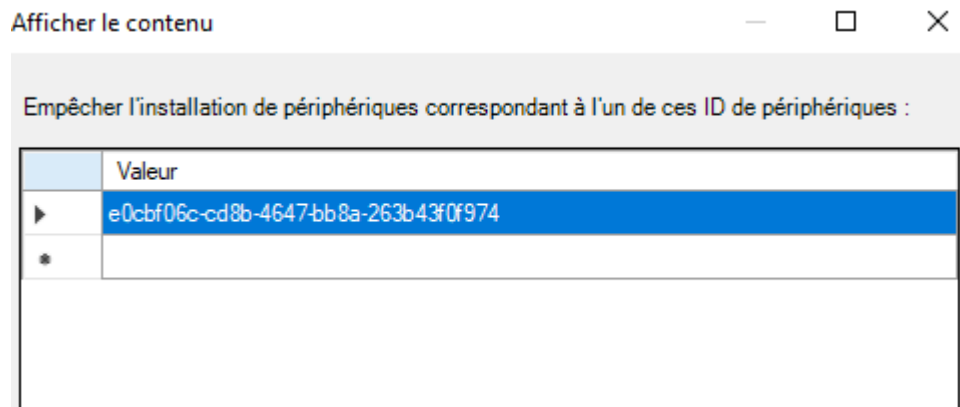 Afficher le contenu
Empêcher l'installation de périphériques correspondant à l'un de ces ID de périphériques :
Valeur
e0cbf06c-cd8b-4647-bb8a-263b43f0f974